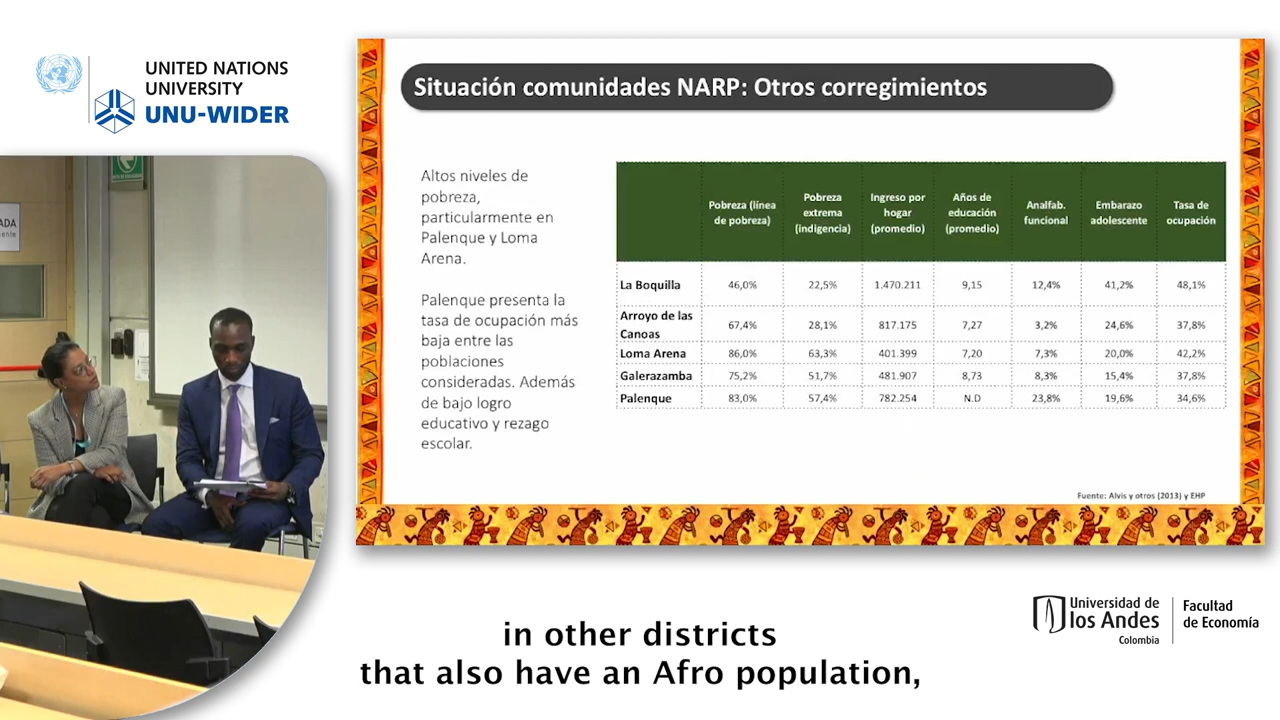 UNITED NATIONS
UNIVERSITY
UNU-WIDER
ADA
Situación comunidades NARP: Otros corregimientos
Altos niveles de
pobreza,
particularmente en
Palenque y Loma
Arena.
Palenque presenta la
tasa de ocupación más
baja entre las
poblaciones
consideradas. Además
de bajo logro
educativo y rezago
escolar.
Pobreza (línea de pobreza) Pobreza extrema (indigencia) Ingreso por hogar (promedio) Años de educación (promedio) Analfab. funcional Embarazo adolescente Tasa de ocupación
La Boquilla 46,0% 22,5% 1.470.211 9,15 12,4% 41,2% 48,1%
Arroyo de las Canoas 67,4% 28,1% 817.175 7,27 3,2% 24,6% 37,8%
Loma Arena 86,0% 63,3% 401.399 7,20 7,3% 20,0% 42,2%
Galerazamba 75,2% 51,7% 481.907 8,73 8,3% 15,4% 37,8%
Palenque 83,0% 57,4% 782.254 N.D 23,8% 19,6% 34,6%
Fuente: Alvis y otros (2013) y EHP
in other districts
that also have an Afro population,
Universidad de
los Andes
Colombia
Facultad
de Economía